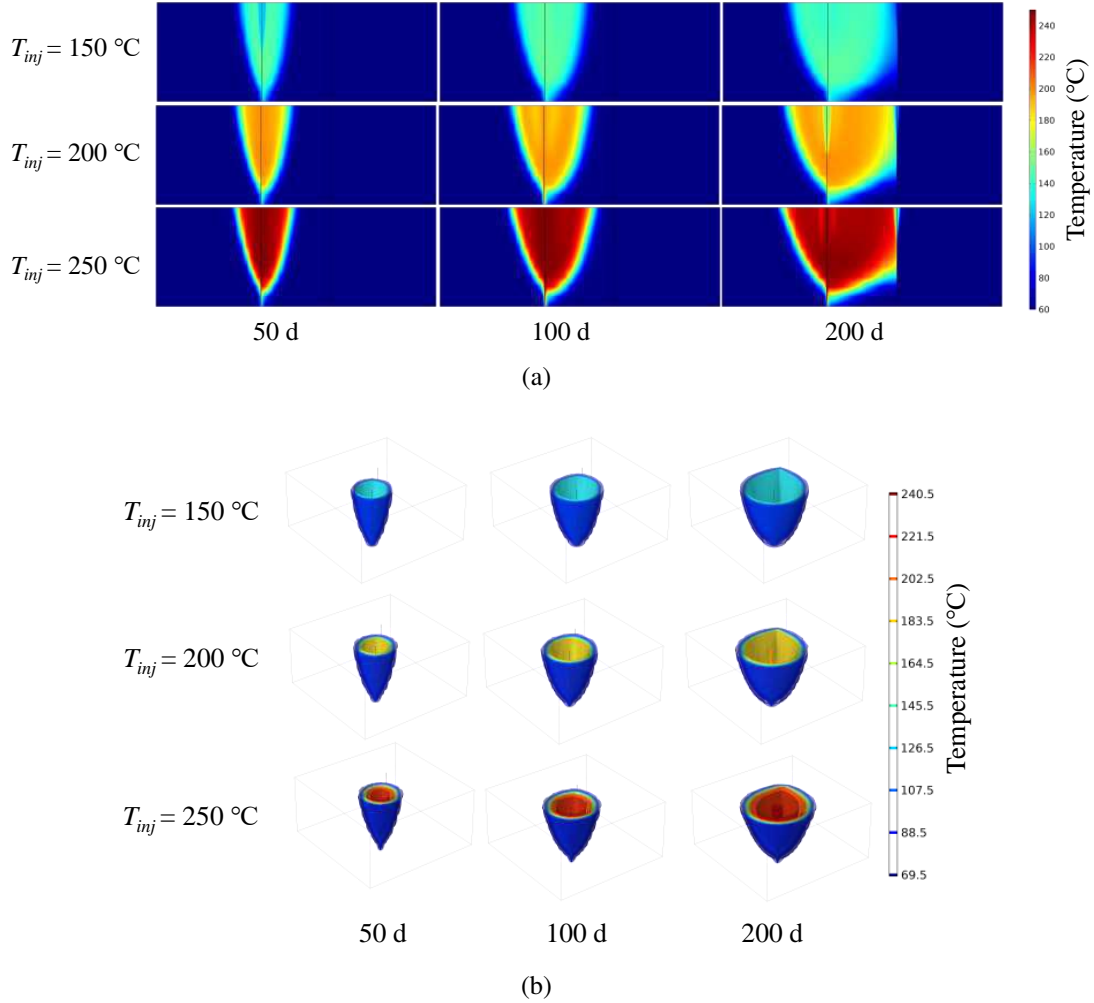 T_inj = 150 °C
T_inj = 200 °C
T_inj = 250 °C
50 d 100 d 200 d
240
220
200
180
160
140
120
100
80
60
Temperature (°C)
(a)
T_inj = 150 °C
T_inj = 200 °C
T_inj = 250 °C
50 d 100 d 200 d
240.5
221.5
202.5
183.5
164.5
145.5
126.5
107.5
88.5
69.5
Temperature (°C)
(b)